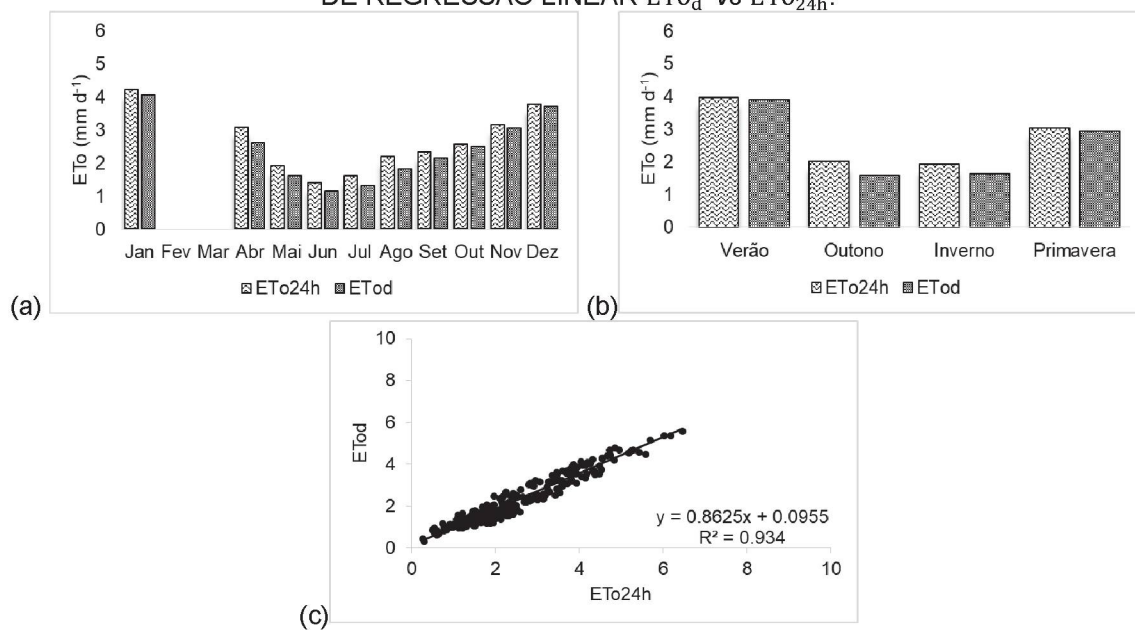 DE REGRESSÃO LINEAR ETo_d vs ETo_24h.
6
5
4
3
2
1
0
ETo (mm d⁻¹)
Jan Fev Mar Abr Mai Jun Jul Ago Set Out Nov Dez
ETo24h ETod
(a)
6
5
4
3
2
1
0
ETo (mm d⁻¹)
Verão Outono Inverno Primavera
ETo24h ETod
(b)
10
8
6
4
2
0
ETod
y = 0.8625x + 0.0955
R² = 0.934
0 2 4 6 8 10
ETo24h
(c)